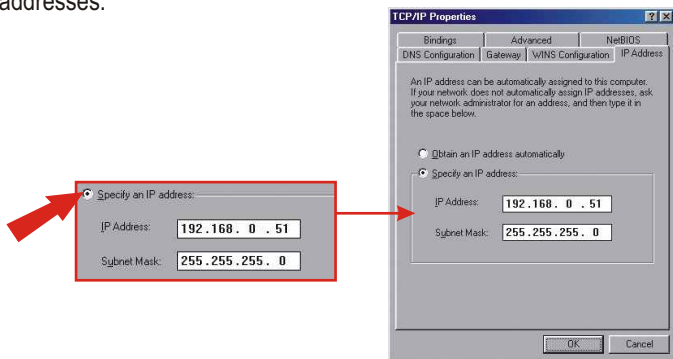 addresses.
TCP/IP Properties
Bindings Advanced NetBIOS
DNS Configuration Gateway WINS Configuration IP Address
An IP address can be automatically assigned to this computer.
If your network does not automatically assign IP addresses, ask
your network administrator for an address, and then type it in
the space below.
Obtain an IP address automatically
Specify an IP address:
IP Address: 192.168. 0 . 51
Subnet Mask: 255.255.255. 0
OK Cancel
Specify an IP address:
IP Address: 192.168. 0 . 51
Subnet Mask: 255.255.255. 0